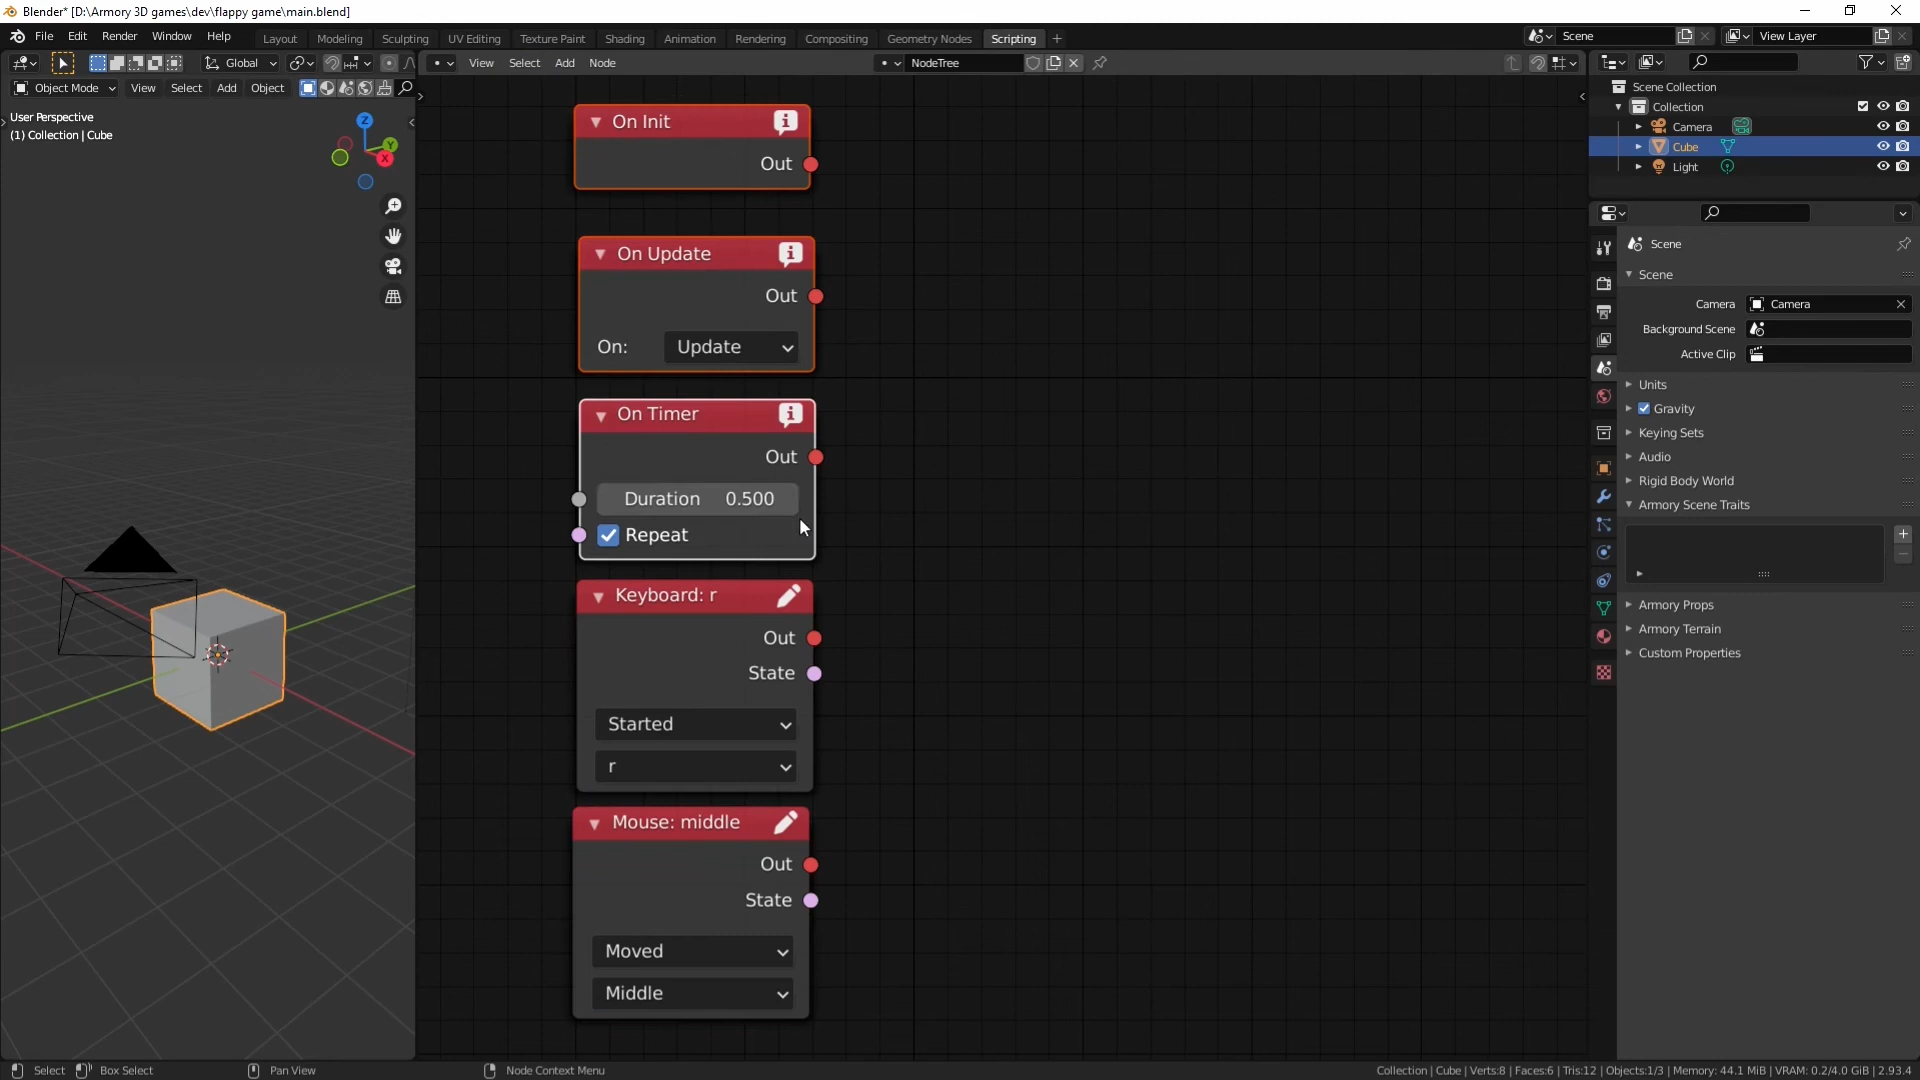 Blender* [D:\Armory 3D games\dev\flappy game\main.blend]
File Edit Render Window Help Layout Modeling Sculpting UV Editing Texture Paint Shading Animation Rendering Compositing Geometry Nodes Scripting + Scene View Layer
Global View Select Add Node NodeTree
Object Mode View Select Add Object
User Perspective
(1) Collection | Cube
Z
Y
X
On Init
Out
On Update
Out
On: Update
On Timer
Out
Duration 0.500
Repeat
Keyboard: r
Out
State
Started
r
Mouse: middle
Out
State
Moved
Middle
Scene Collection
Collection
Camera
Cube
Light
Scene
Scene
Camera Camera
Background Scene
Active Clip
Units
Gravity
Keying Sets
Audio
Rigid Body World
Armory Scene Traits
Armory Props
Armory Terrain
Custom Properties
Select Box Select Pan View Node Context Menu Collection | Cube | Verts:8 | Faces:6 | Tris:12 | Objects:1/3 | Memory: 44.1 MiB | VRAM: 0.2/4.0 GiB | 2.93.4